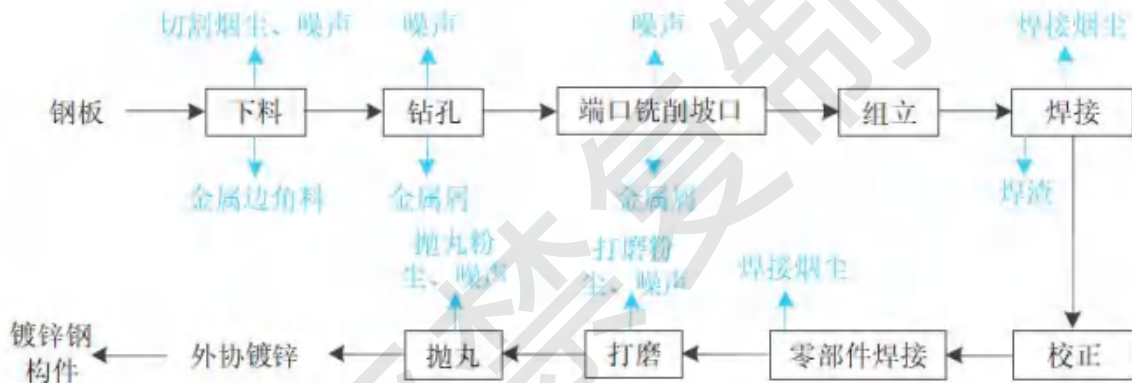 切割烟尘、噪声
噪声
噪声
焊接烟尘
钢板
下料
钻孔
端口铣削坡口
组立
焊接
金属边角料
金属屑
金属屑
焊渣
抛丸粉
尘、噪声
打磨粉
尘、噪声
焊接烟尘
镀锌钢
构件
外协镀锌
抛丸
打磨
零部件焊接
校正
禁复制